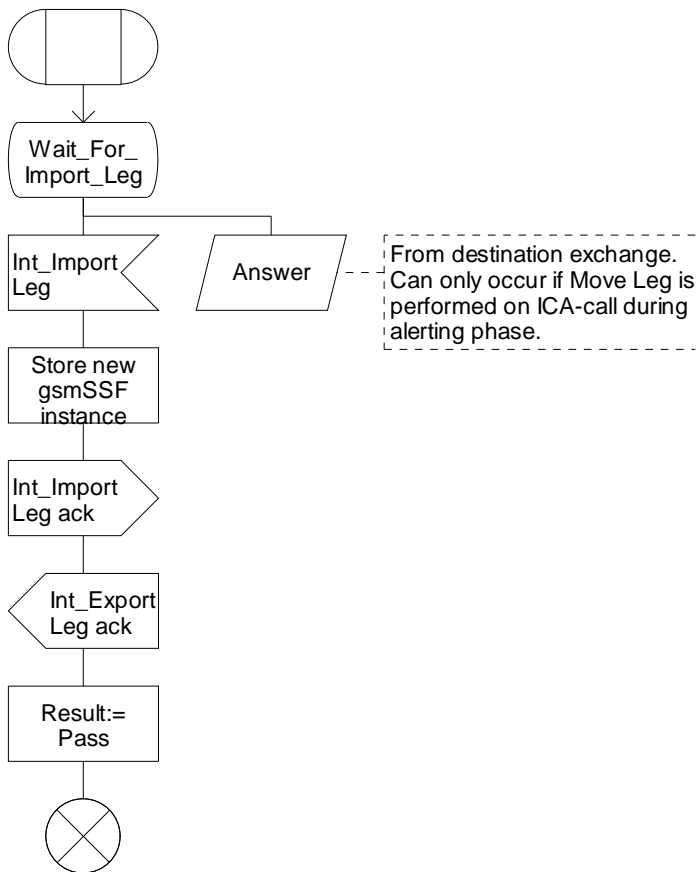 Wait_For_
Import_Leg
Int_Import
Leg
Answer
From destination exchange.
Can only occur if Move Leg is
performed on ICA-call during
alerting phase.
Store new
gsmSSF
instance
Int_Import
Leg ack
Int_Export
Leg ack
Result:=
Pass